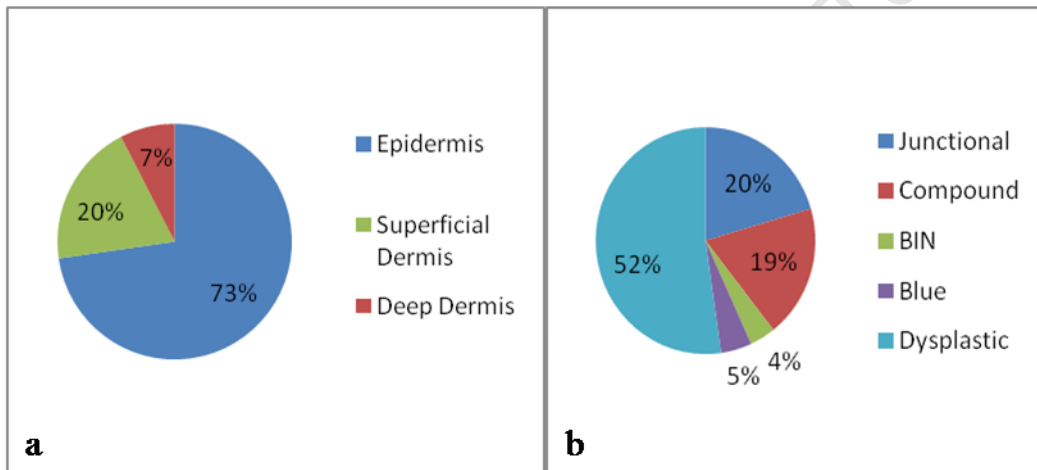 7%
20%
73%
Epidermis
Superficial
Dermis
Deep Dermis
a
20%
19%
4%
5%
52%
Junctional
Compound
BIN
Blue
Dysplastic
b